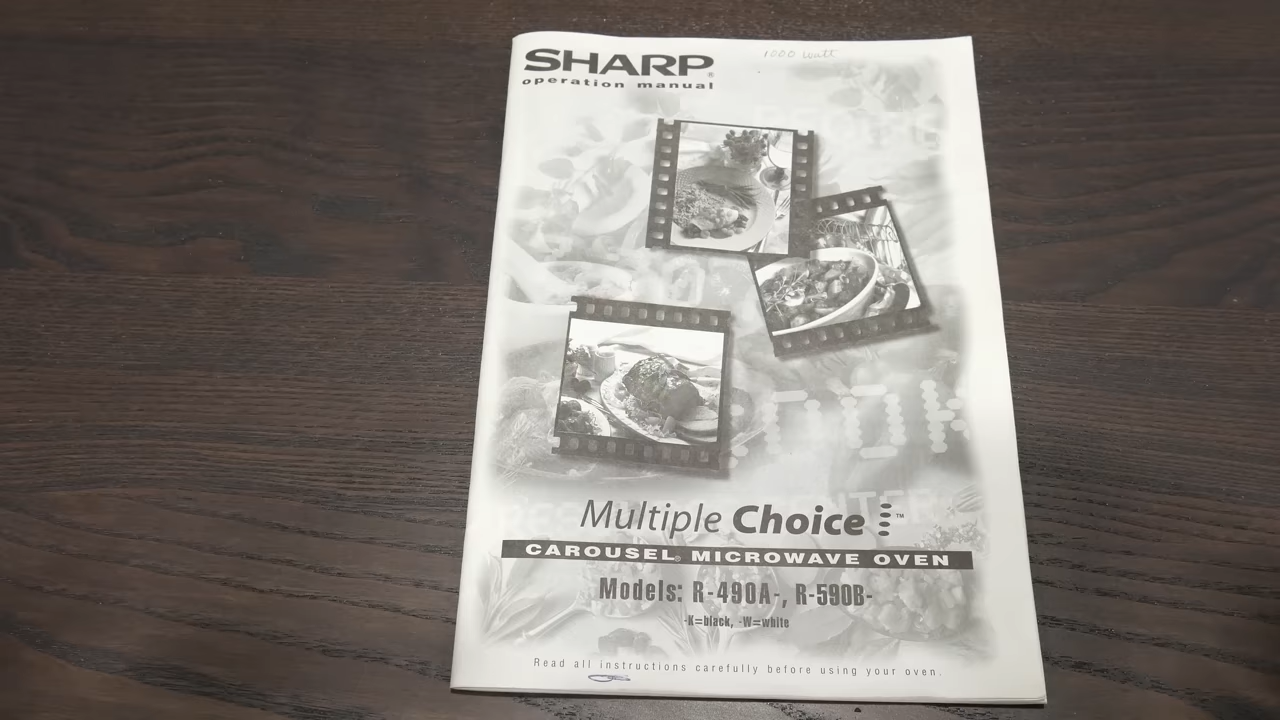 SHARP®
operation manual
1000 watt
Multiple Choice ™
CAROUSEL® MICROWAVE OVEN
Models: R-490A-, R-590B-
-K=black, -W=white
Read all instructions carefully before using your oven.